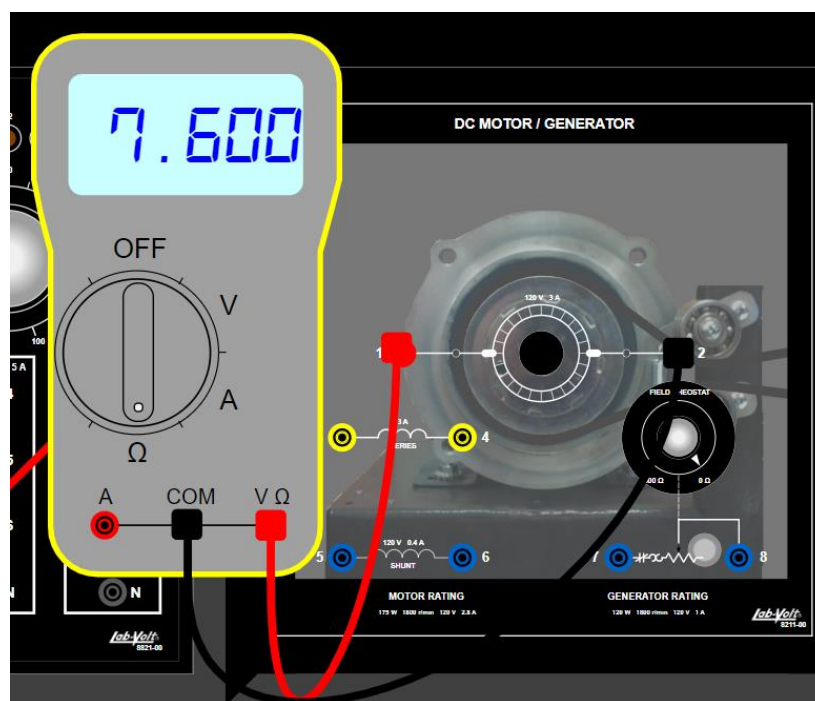 7.600
DC MOTOR / GENERATOR
OFF
V
A
Ω
120 V 3 A
1
2
100
5 A
3 A
4
SERIES
0 Ω
A COM V Ω
120 V 0.4 A
5
6
SHUNT
7
8
N
MOTOR RATING
175 W 1800 r/min 120 V 2.8 A
GENERATOR RATING
120 W 1800 r/min 120 V 1 A
Lab-Volt
8821-00
Lab-Volt
8211-00